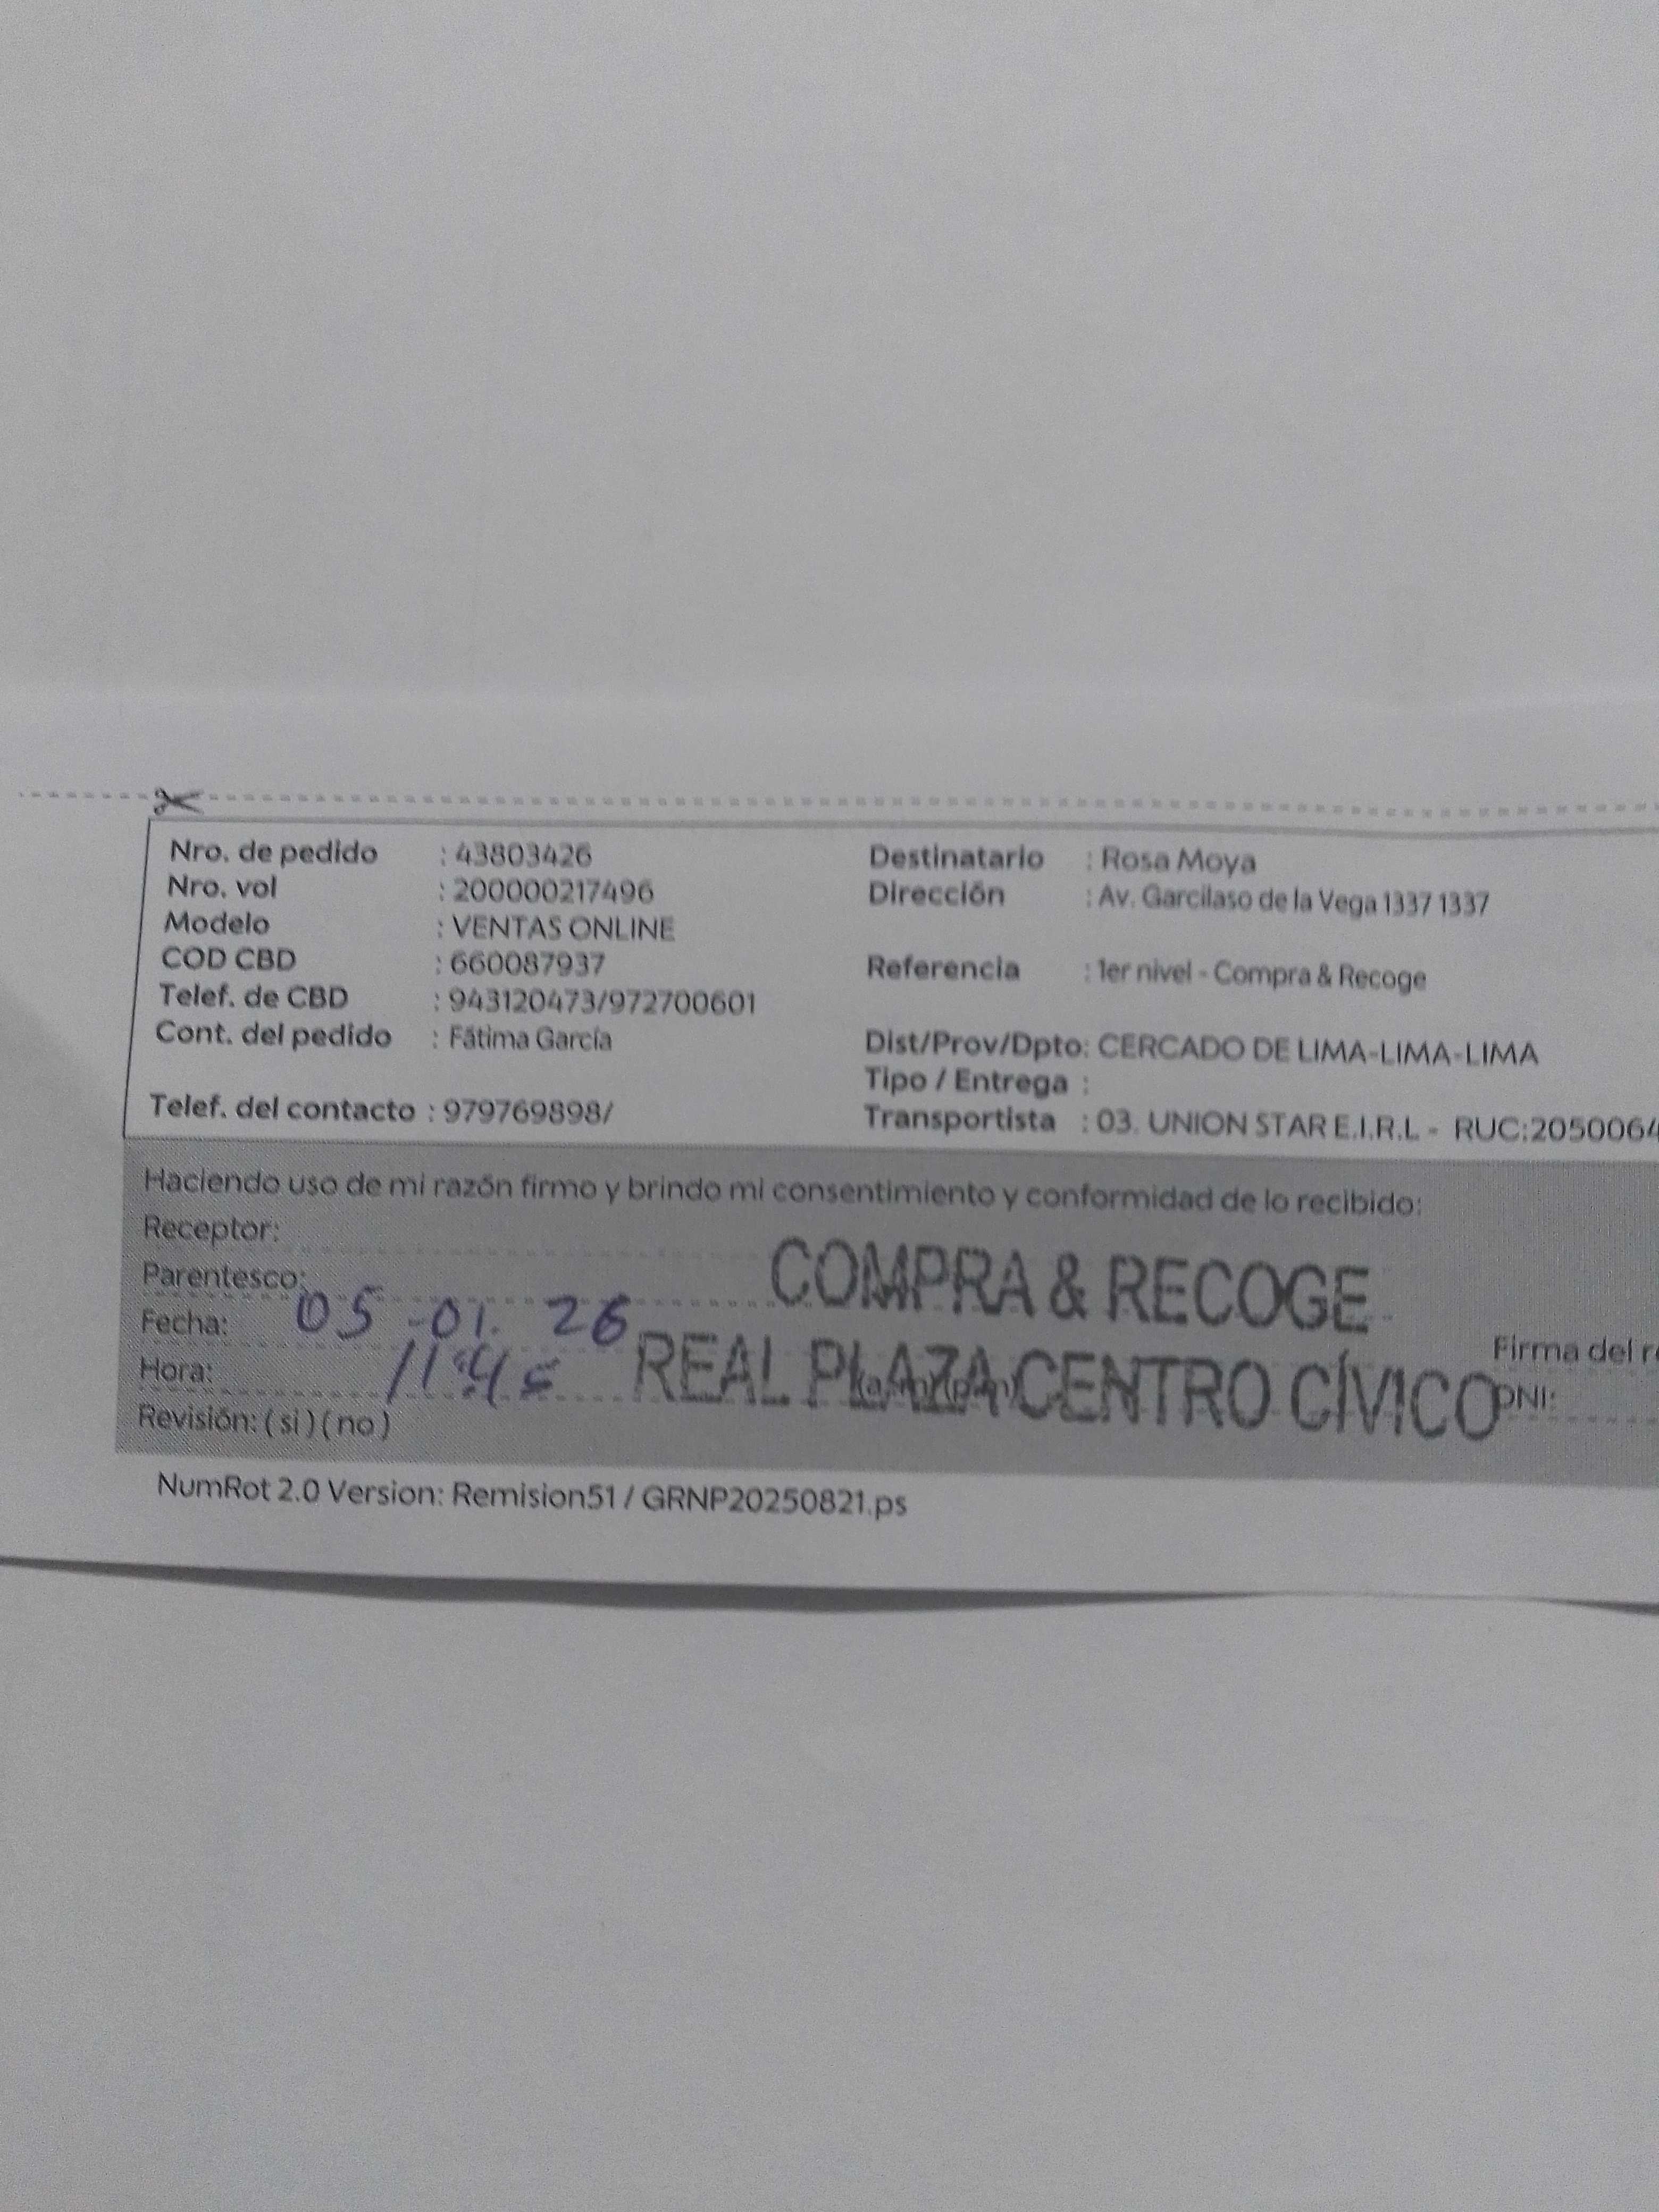 Nro. de pedido : 43803426
Nro. vol : 200000217496
Modelo : VENTAS ONLINE
COD CBD : 660087937
Telef. de CBD : 943120473/972700601
Cont. del pedido : Fátima García
Telef. del contacto : 979769898/
Destinatario : Rosa Moya
Dirección : Av. Garcilaso de la Vega 1337 1337
Referencia : 1er nivel - Compra & Recoge
Dist/Prov/Dpto: CERCADO DE LIMA-LIMA-LIMA
Tipo / Entrega :
Transportista : 03. UNION STAR E.I.R.L - RUC:2050064
Haciendo uso de mi razón firmo y brindo mi consentimiento y conformidad de lo recibido:
Receptor:
Parentesco:
COMPRA & RECOGE
Fecha: 05-01. 26
Hora:
REAL PLAZA CENTRO CÍVICO
Firma del
DNI:
Revisión: ( si ) ( no )
NumRot 2.0 Version: Remision51 / GRNP20250821.ps